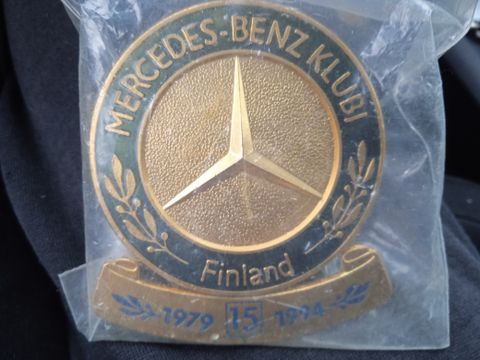 MERCEDES-BENZ KLUBI
Finland
1979 15 1994